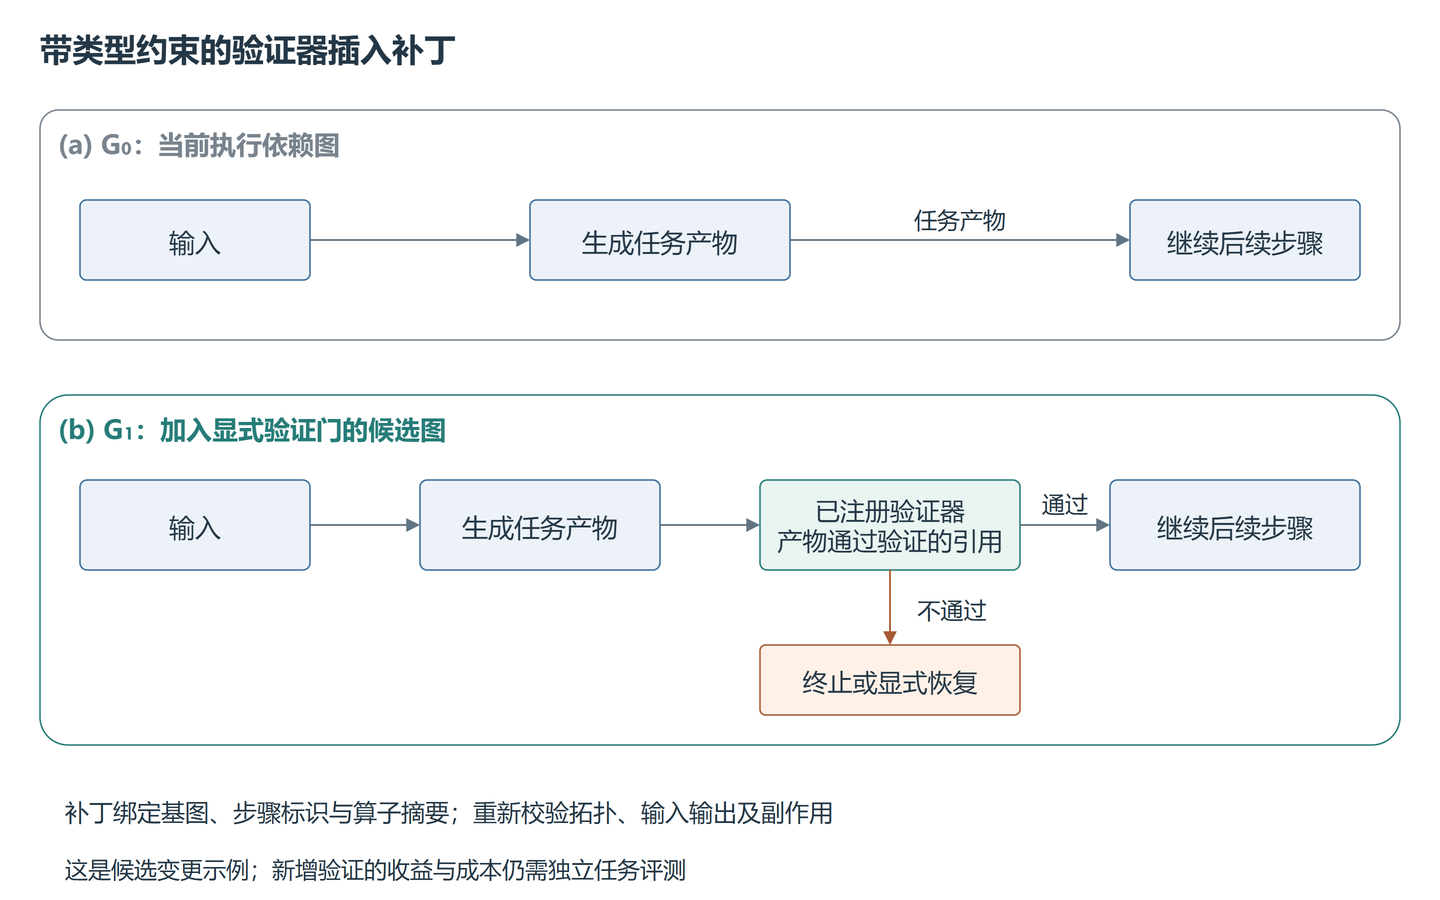 带类型约束的验证器插入补丁
(a) G₀：当前执行依赖图
输入
生成任务产物
任务产物
继续后续步骤
(b) G₁：加入显式验证门的候选图
输入
生成任务产物
已注册验证器
产物通过验证的引用
通过
继续后续步骤
不通过
终止或显式恢复
补丁绑定基图、步骤标识与算子摘要；重新校验拓扑、输入输出及副作用
这是候选变更示例；新增验证的收益与成本仍需独立任务评测